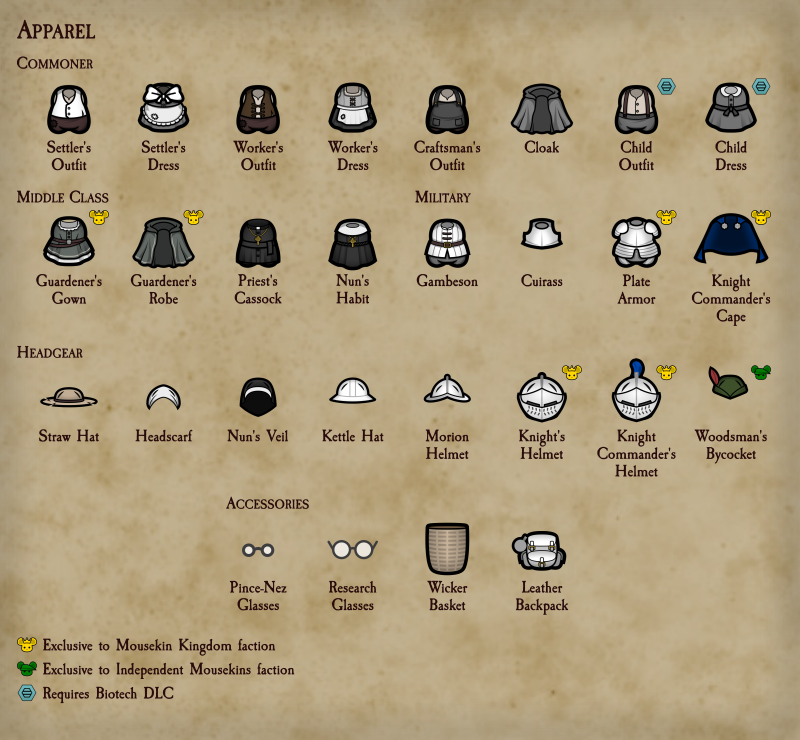 Apparel
Commoner
Settler's Outfit
Settler's Dress
Worker's Outfit
Worker's Dress
Craftsman's Outfit
Cloak
Child Outfit
Child Dress
Middle Class
Guardener's Gown
Guardener's Robe
Priest's Cassock
Nun's Habit
Military
Gambeson
Cuirass
Plate Armor
Knight Commander's Cape
Headgear
Straw Hat
Headscarf
Nun's Veil
Kettle Hat
Morion Helmet
Knight's Helmet
Knight Commander's Helmet
Woodsman's Bycocket
Accessories
Pince-Nez Glasses
Research Glasses
Wicker Basket
Leather Backpack
Exclusive to Mousekin Kingdom faction
Exclusive to Independent Mousekins faction
Requires Biotech DLC